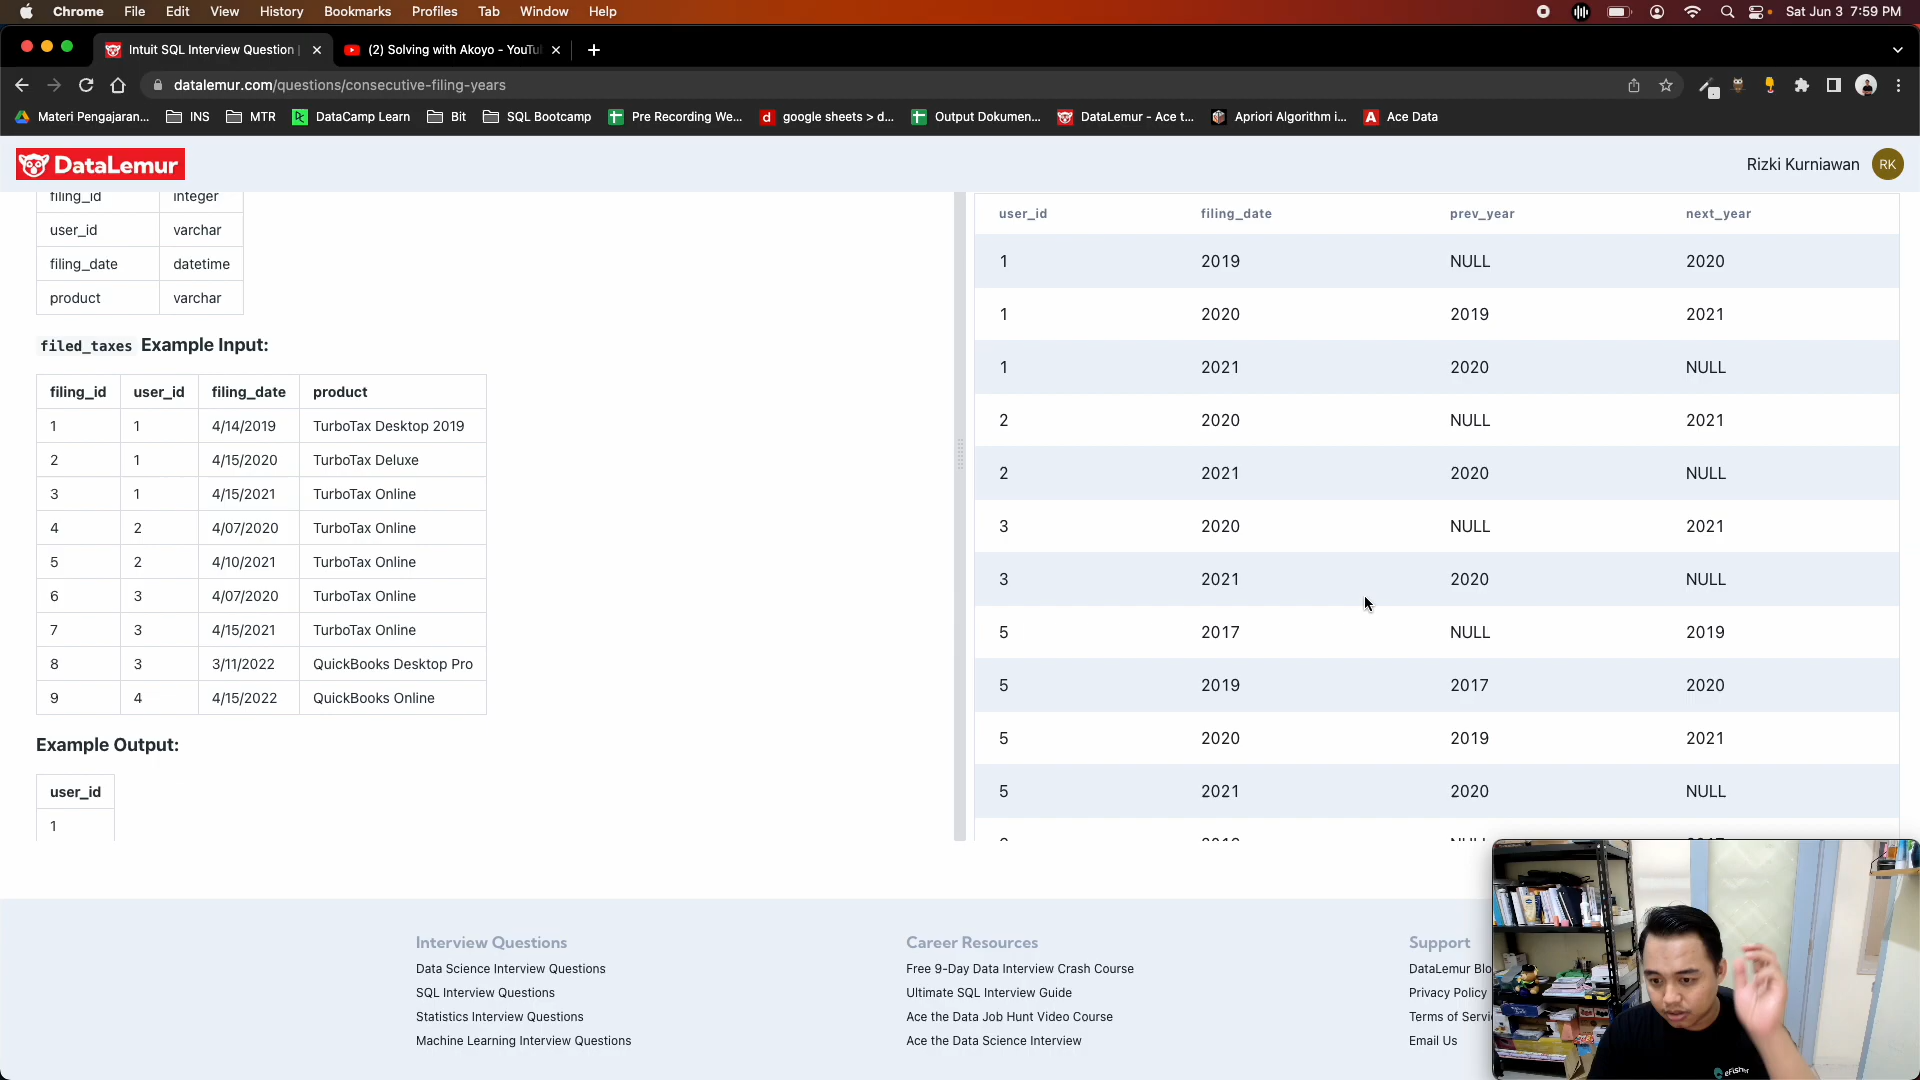 Chrome File Edit View History Bookmarks Profiles Tab Window Help Sat Jun 3 7:59 PM
Intuit SQL Interview Question | (2) Solving with Akoyo - YouTu
datalemur.com/questions/consecutive-filing-years
Materi Pengajaran... INS MTR DataCamp Learn Bit SQL Bootcamp Pre Recording We... google sheets > d... Output Dokumen... DataLemur - Ace t... Apriori Algorithm i... Ace Data
DataLemur Rizki Kurniawan RK
filing_id integer
user_id varchar
filing_date datetime
product varchar
filed_taxes Example Input:
filing_id user_id filing_date product
1 1 4/14/2019 TurboTax Desktop 2019
2 1 4/15/2020 TurboTax Deluxe
3 1 4/15/2021 TurboTax Online
4 2 4/07/2020 TurboTax Online
5 2 4/10/2021 TurboTax Online
6 3 4/07/2020 TurboTax Online
7 3 4/15/2021 TurboTax Online
8 3 3/11/2022 QuickBooks Desktop Pro
9 4 4/15/2022 QuickBooks Online
Example Output:
user_id
1
user_id filing_date prev_year next_year
1 2019 NULL 2020
1 2020 2019 2021
1 2021 2020 NULL
2 2020 NULL 2021
2 2021 2020 NULL
3 2020 NULL 2021
3 2021 2020 NULL
5 2017 NULL 2019
5 2019 2017 2020
5 2020 2019 2021
5 2021 2020 NULL
Interview Questions
Data Science Interview Questions
SQL Interview Questions
Statistics Interview Questions
Machine Learning Interview Questions
Career Resources
Free 9-Day Data Interview Crash Course
Ultimate SQL Interview Guide
Ace the Data Job Hunt Video Course
Ace the Data Science Interview
Support
DataLemur Blo
Privacy Policy
Terms of Servi
Email Us
eFisher